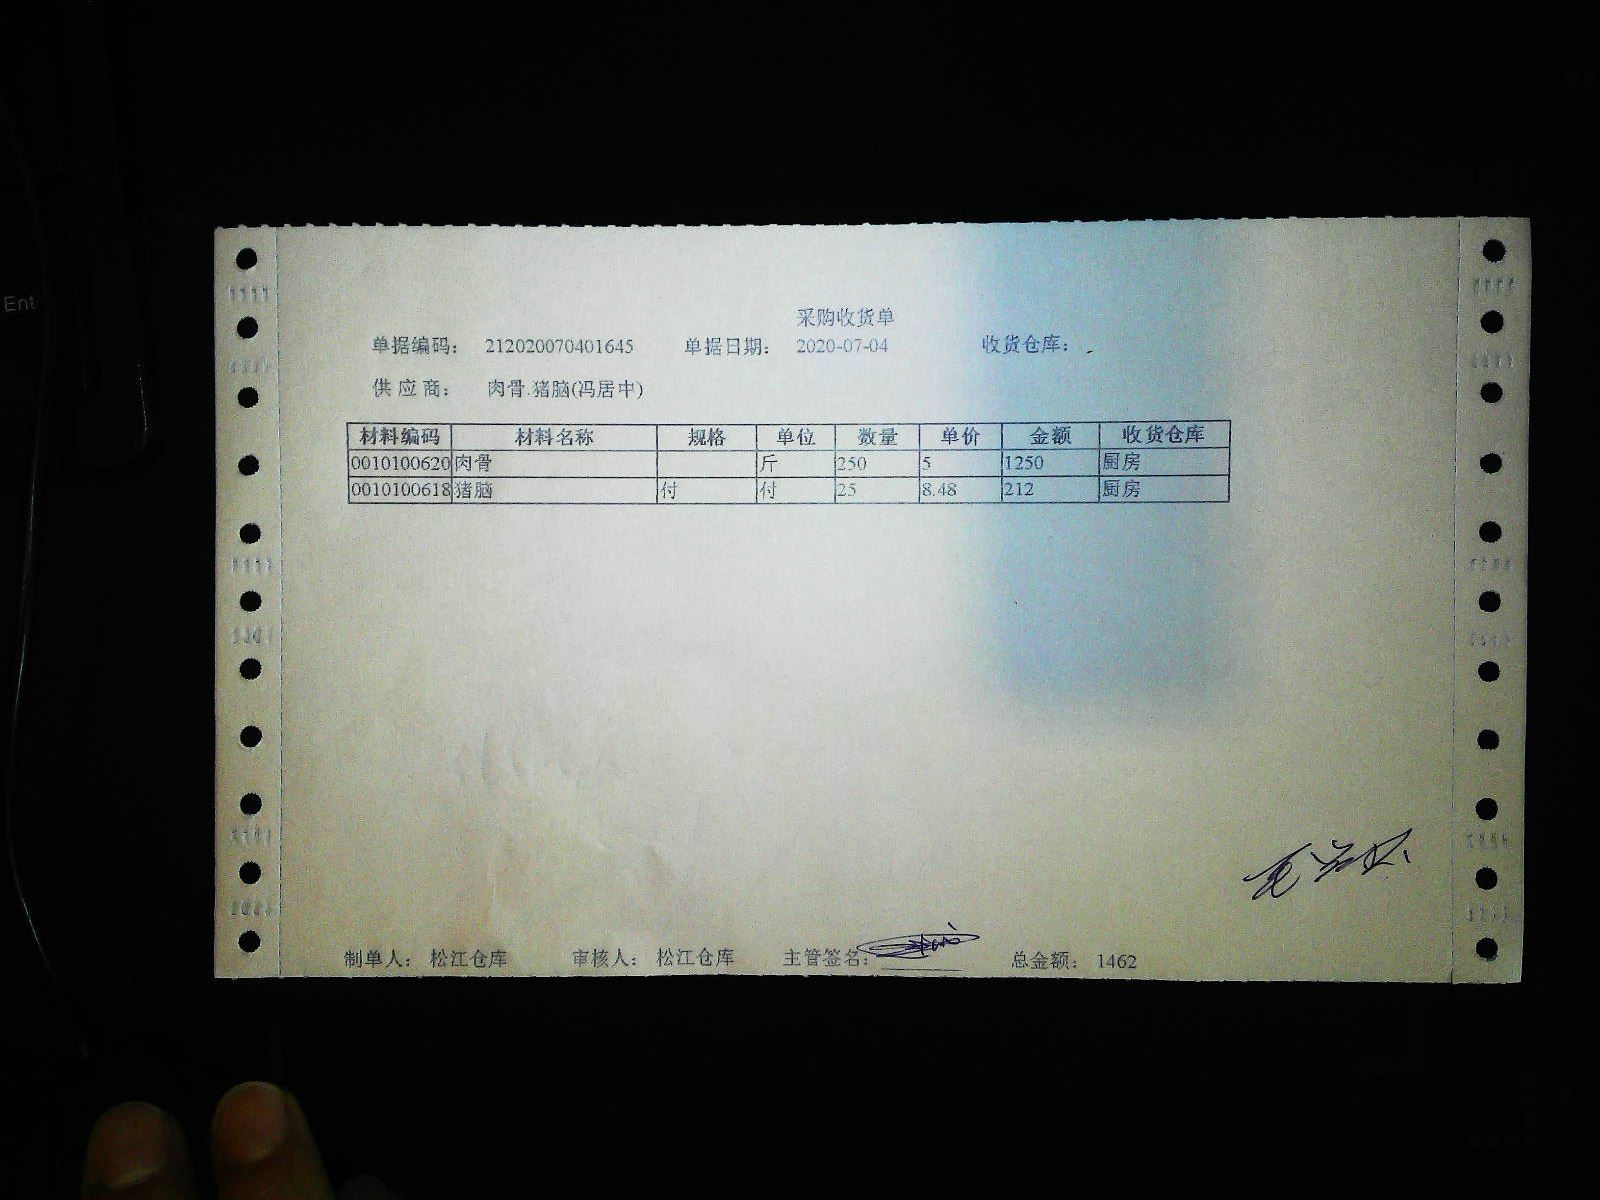 Ent
采购收货单
单据编码： 212020070401645 单据日期： 2020-07-04 收货仓库：
供 应 商： 肉骨.猪脑(冯居中)
材料编码 材料名称 规格 单位 数量 单价 金额 收货仓库
0010100620 肉骨 斤 250 5 1250 厨房
0010100618 猪脑 付 付 25 8.48 212 厨房
制单人： 松江仓库 审核人： 松江仓库 主管签名： 总金额： 1462